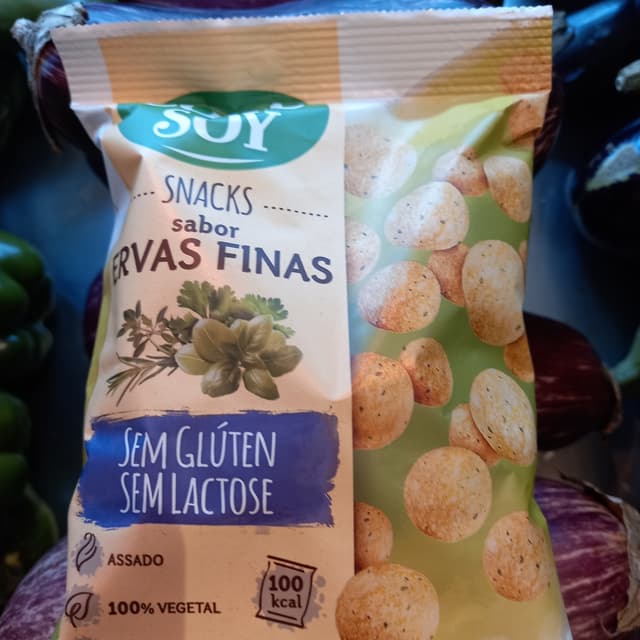 SOY
SNACKS
sabor
ERVAS FINAS
SEM GLÚTEN
SEM LACTOSE
ASSADO
100% VEGETAL
100
kcal